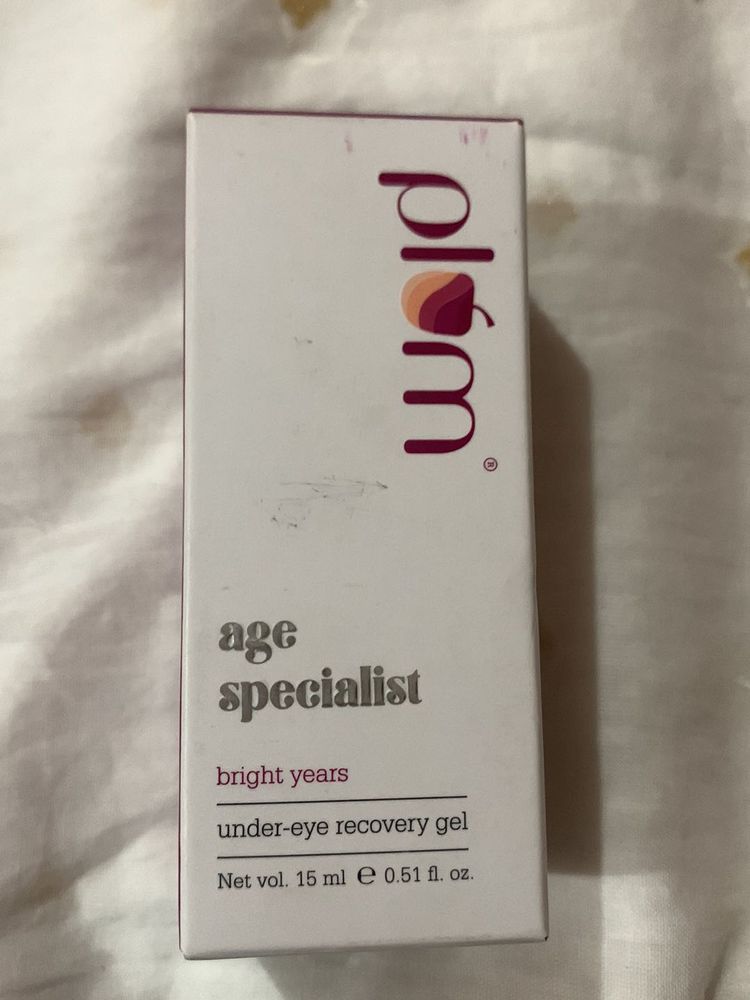 plum
®
age
specialist
bright years
under-eye recovery gel
Net vol. 15 ml ℮ 0.51 fl. oz.